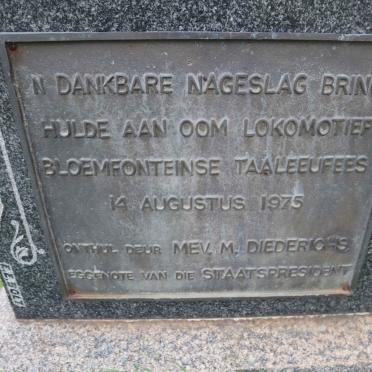 'N DANKBARE NAGESLAG BRING
HULDE AAN OOM LOKOMOTIEF
BLOEMFONTEINSE TAALEEUFEES
14 AUGUSTUS 1975
ONTHUL DEUR MEV. M. DIEDERICHS
EGGENOTE VAN DIE STAATSPRESIDENT